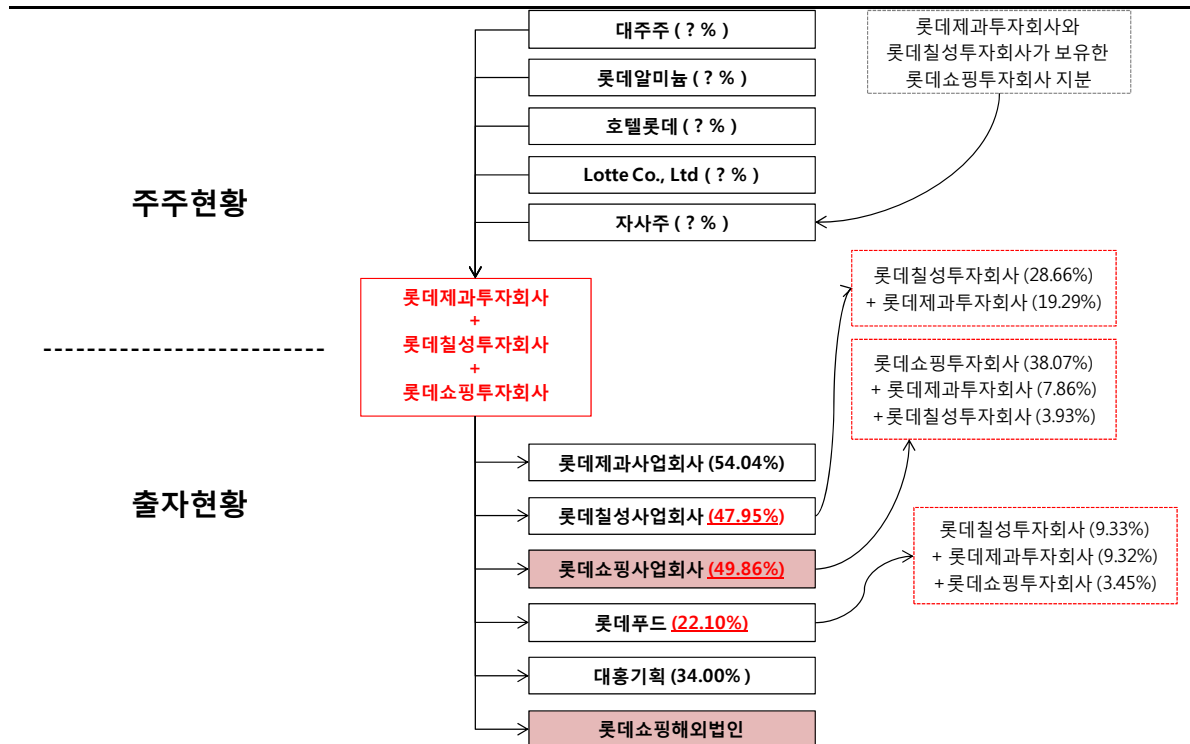 대주주 ( ? % )
롯데알미늄 ( ? % )
호텔롯데 ( ? % )
Lotte Co., Ltd ( ? % )
자사주 ( ? % )
롯데제과투자회사와
롯데칠성투자회사가 보유한
롯데쇼핑투자회사 지분
주주현황
롯데제과투자회사
+
롯데칠성투자회사
+
롯데쇼핑투자회사
롯데칠성투자회사 (28.66%)
+ 롯데제과투자회사 (19.29%)
롯데쇼핑투자회사 (38.07%)
+ 롯데제과투자회사 (7.86%)
+롯데칠성투자회사 (3.93%)
출자현황
롯데제과사업회사 (54.04%)
롯데칠성사업회사 (47.95%)
롯데쇼핑사업회사 (49.86%)
롯데푸드 (22.10%)
대홍기획 (34.00% )
롯데쇼핑해외법인
롯데칠성투자회사 (9.33%)
+ 롯데제과투자회사 (9.32%)
+롯데쇼핑투자회사 (3.45%)